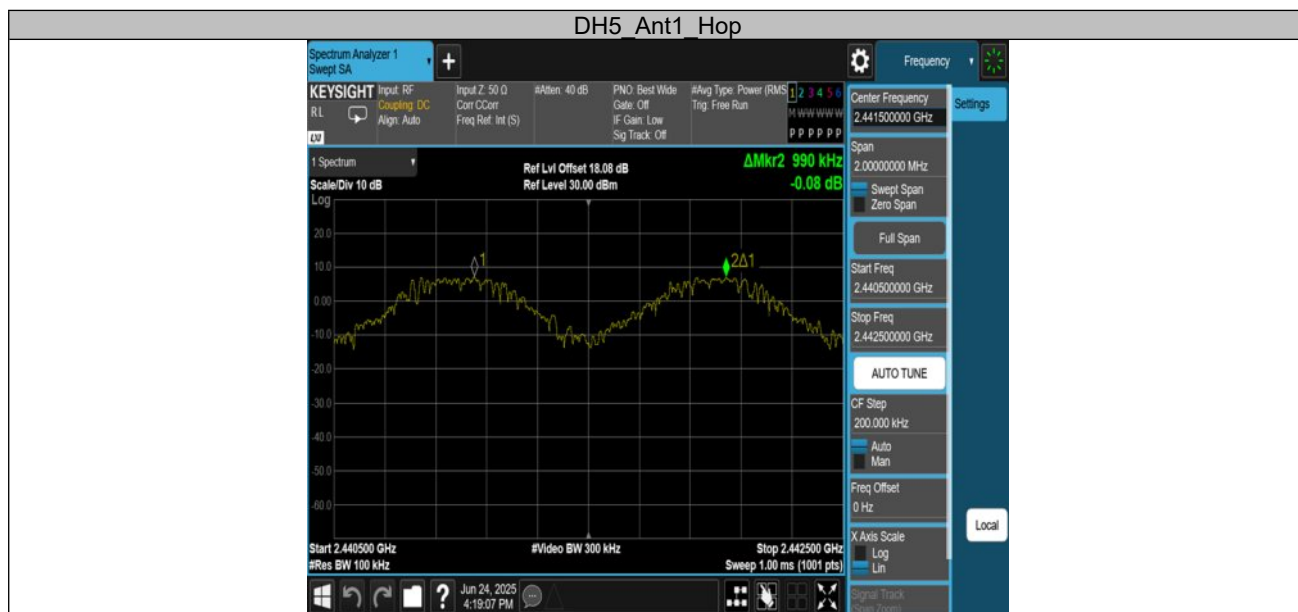 DH5_Ant1_Hop
Spectrum Analyzer 1
Swept SA
+
Frequency
KEYSIGHT
RL
LXI
Input: RF
Coupling: DC
Align: Auto
Input Z: 50 Ω
Corr CCorr
Freq Ref: Int (S)
#Atten: 40 dB
PNO: Best Wide
Gate: Off
IF Gain: Low
Sig Track: Off
#Avg Type: Power (RMS
Trig: Free Run
1 2 3 4 5 6
M W W W W W
P P P P P P
1 Spectrum
Scale/Div 10 dB
Log
Ref Lvl Offset 18.08 dB
Ref Level 30.00 dBm
ΔMkr2 990 kHz
-0.08 dB
20.0
10.0
0.00
-10.0
-20.0
-30.0
-40.0
-50.0
-60.0
1
2Δ1
Start 2.440500 GHz
#Res BW 100 kHz
#Video BW 300 kHz
Stop 2.442500 GHz
Sweep 1.00 ms (1001 pts)
Center Frequency
2.441500000 GHz
Settings
Span
2.00000000 MHz
Swept Span
Zero Span
Full Span
Start Freq
2.440500000 GHz
Stop Freq
2.442500000 GHz
AUTO TUNE
CF Step
200.000 kHz
Auto
Man
Freq Offset
0 Hz
X Axis Scale
Log
Lin
Local
Signal Track
(Span Zoom)
?
Jun 24, 2025
4:19:07 PM